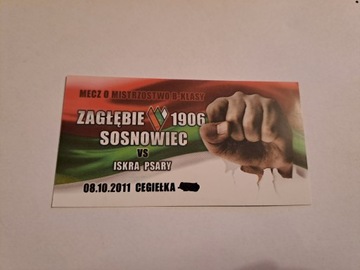 MECZ O MISTRZOSTWO B-KLASY
ZAGŁĘBIE 1906
SOSNOWIEC
VS
ISKRA PSARY
08.10.2011 CEGIEŁKA